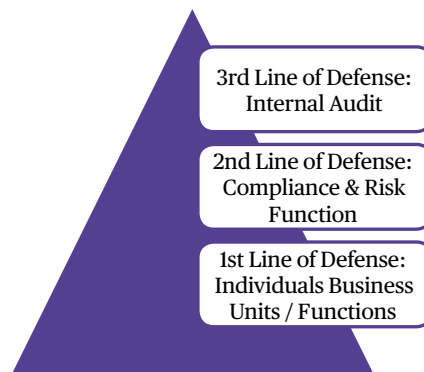 3rd Line of Defense:
Internal Audit
2nd Line of Defense:
Compliance & Risk
Function
1st Line of Defense:
Individuals Business
Units / Functions